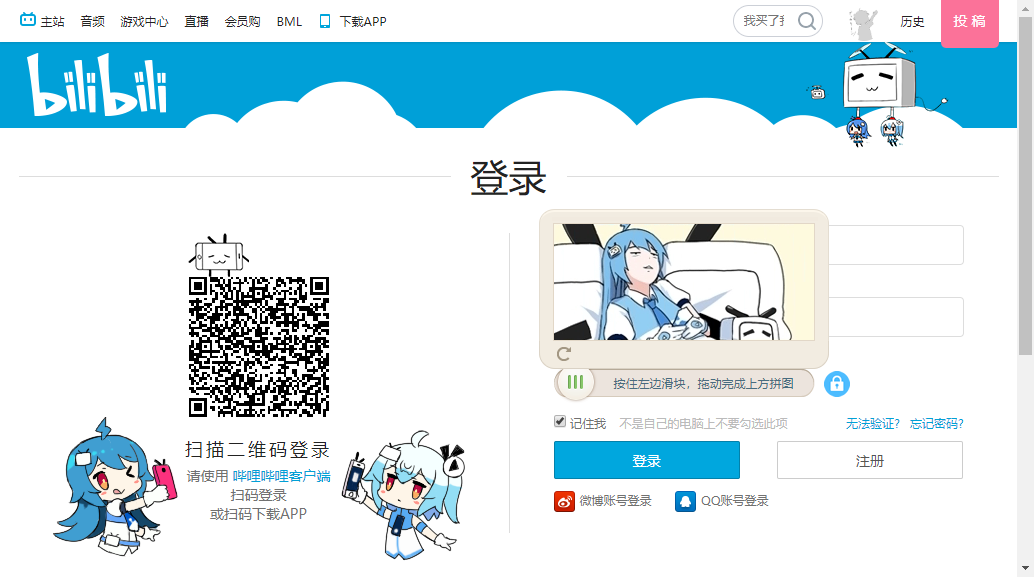 主站 音频 游戏中心 直播 会员购 BML 下载APP
我买了
历史
投稿
bilibili
登录
扫描二维码登录
请使用 哔哩哔哩客户端
扫码登录
或扫码下载APP
按住左边滑块，拖动完成上方拼图
记住我 不是自己的电脑上不要勾选此项 无法验证? 忘记密码?
登录 注册
微博账号登录 QQ账号登录